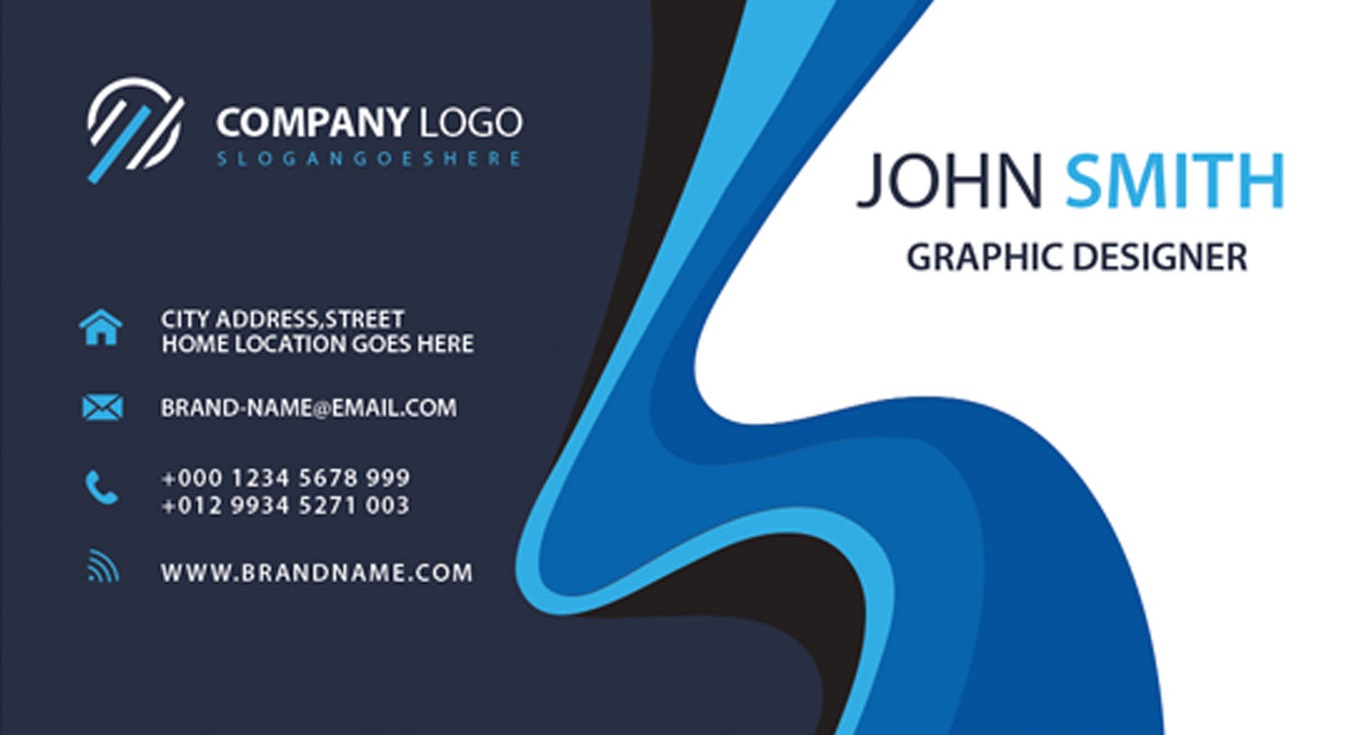 COMPANY LOGO
SLOGANGOESHERE
JOHN SMITH
GRAPHIC DESIGNER
CITY ADDRESS,STREET
HOME LOCATION GOES HERE
BRAND-NAME@EMAIL.COM
+000 1234 5678 999
+012 9934 5271 003
WWW.BRANDNAME.COM